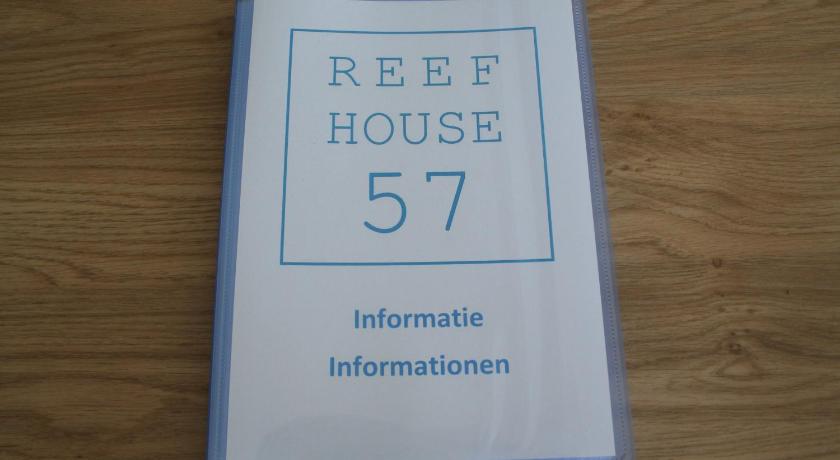 REEF
HOUSE
57
Informatie
Informationen